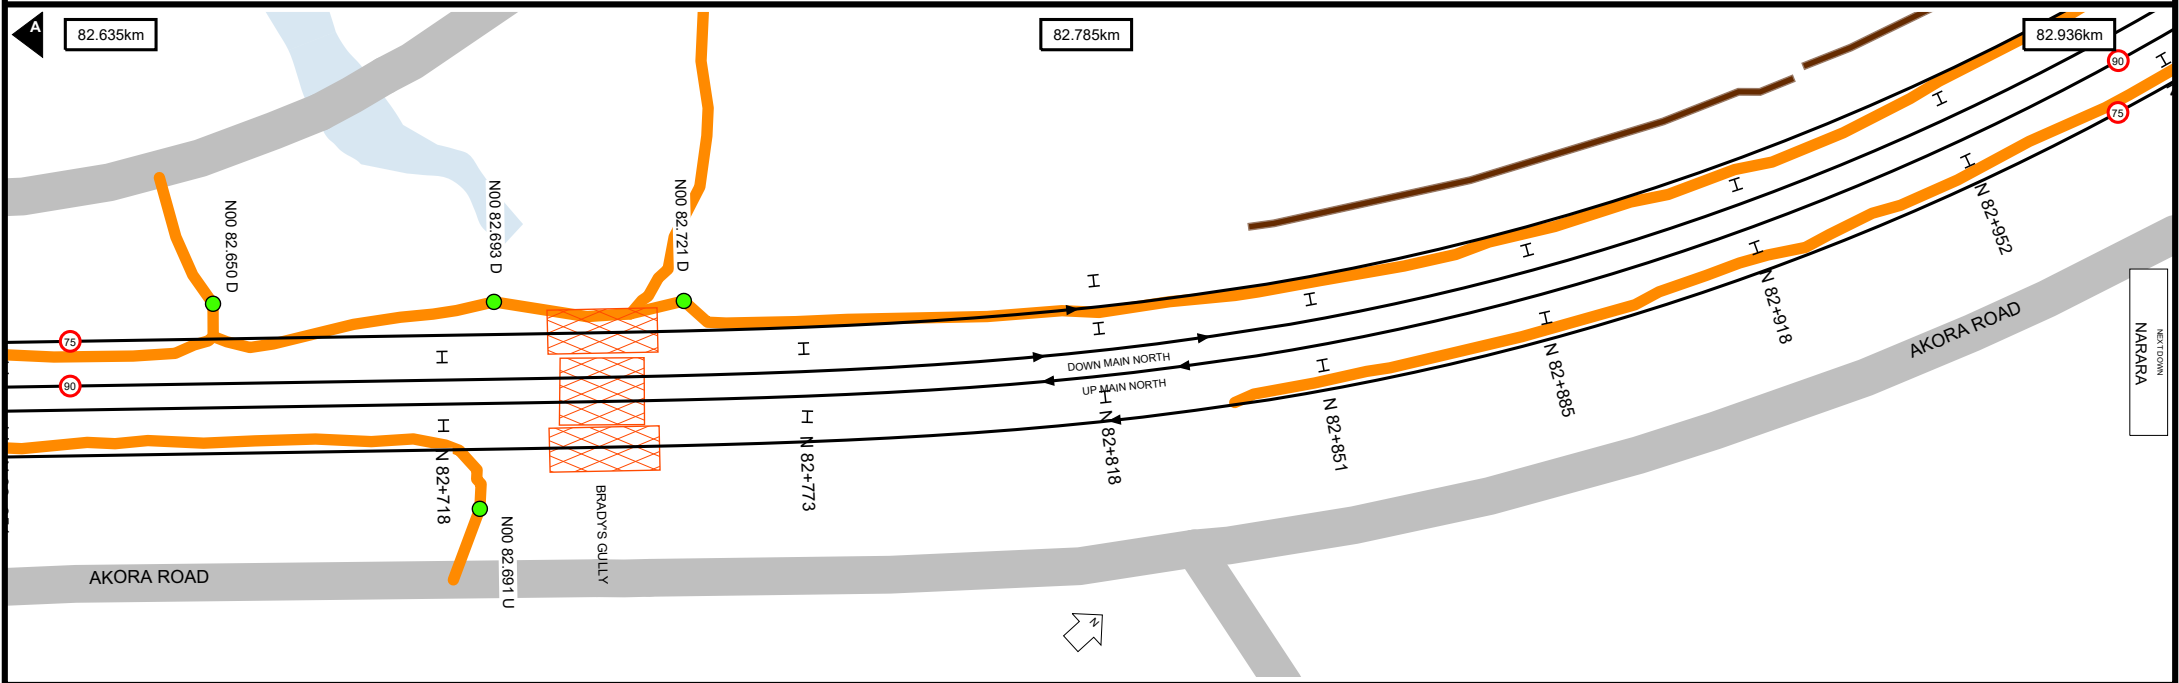 A
82.635km
82.785km
82.936km
90
75
N00 82.650 D
N00 82.693 D
N00 82.721 D
75
90
DOWN MAIN NORTH
UP MAIN NORTH
N 82+718
N 82+773
N 82+818
N 82+851
N 82+885
N 82+918
N 82+952
AKORA ROAD
NEXT DOWN
NARARA
BRADY'S GULLY
N00 82.691 U
AKORA ROAD
N